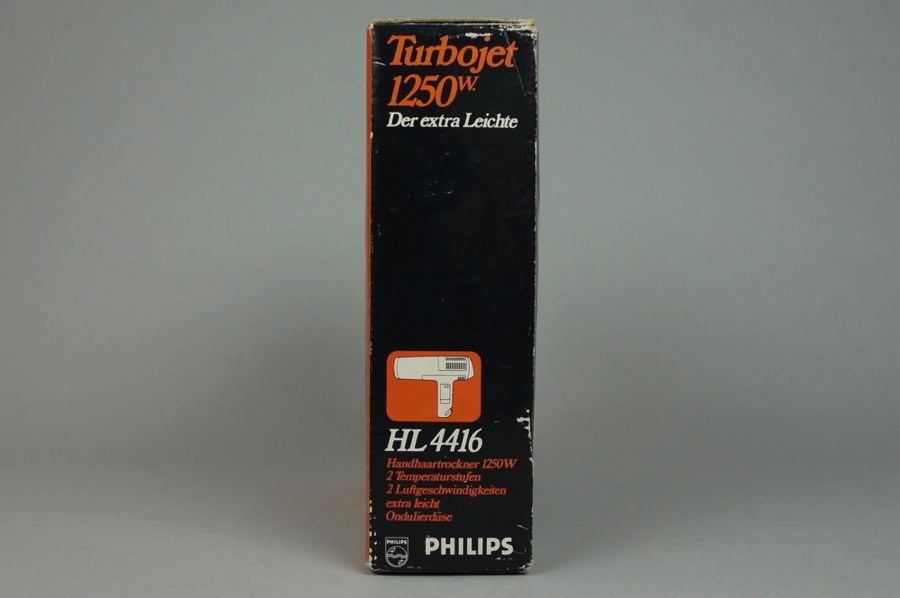 Turbojet
1250W.
Der extra Leichte
HL 4416
Handhaartrockner 1250W
2 Temperaturstufen
2 Luftgeschwindigkeiten
extra leicht
Ondulierdüse
PHILIPS
PHILIPS